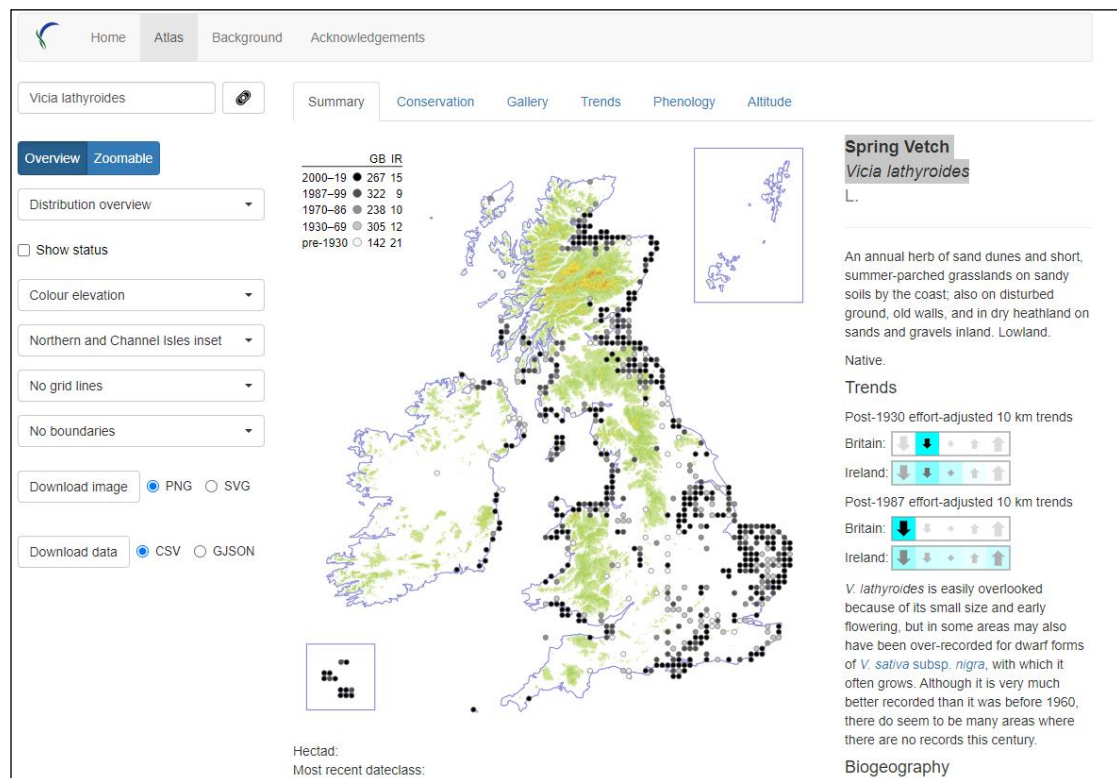 Home Atlas Background Acknowledgements
Vicia lathyroides
Summary Conservation Gallery Trends Phenology Altitude
Overview Zoomable
Distribution overview
Show status
Colour elevation
Northern and Channel Isles inset
No grid lines
No boundaries
Download image PNG SVG
Download data CSV GJSON
GB IR
2000–19 267 15
1987–99 322 9
1970–86 238 10
1930–69 305 12
pre-1930 142 21
Hectad:
Most recent dateclass:
Spring Vetch
Vicia lathyroides
L.
An annual herb of sand dunes and short,
summer-parched grasslands on sandy
soils by the coast; also on disturbed
ground, old walls, and in dry heathland on
sands and gravels inland. Lowland.
Native.
Trends
Post-1930 effort-adjusted 10 km trends
Britain:
Ireland:
Post-1987 effort-adjusted 10 km trends
Britain:
Ireland:
V. lathyroides is easily overlooked
because of its small size and early
flowering, but in some areas may also
have been over-recorded for dwarf forms
of V. sativa subsp. nigra, with which it
often grows. Although it is very much
better recorded than it was before 1960,
there do seem to be many areas where
there are no records this century.
Biogeography